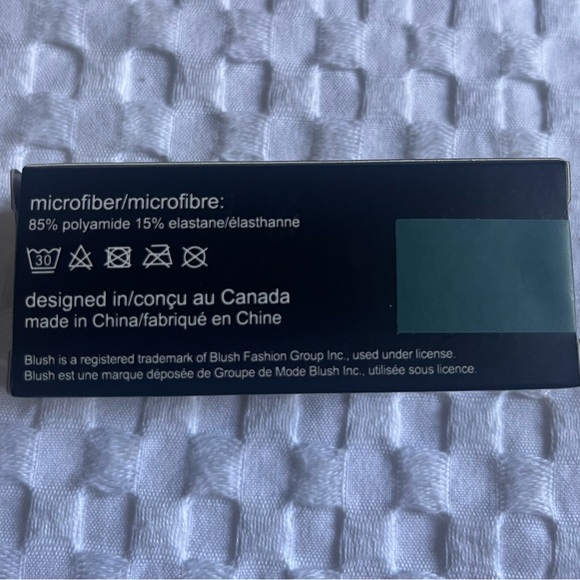 microfiber/microfibre:
85% polyamide 15% elastane/élasthanne
30
designed in/conçu au Canada
made in China/fabriqué en Chine
Blush is a registered trademark of Blush Fashion Group Inc., used under license.
Blush est une marque déposée de Groupe de Mode Blush Inc., utilisée sous licence.